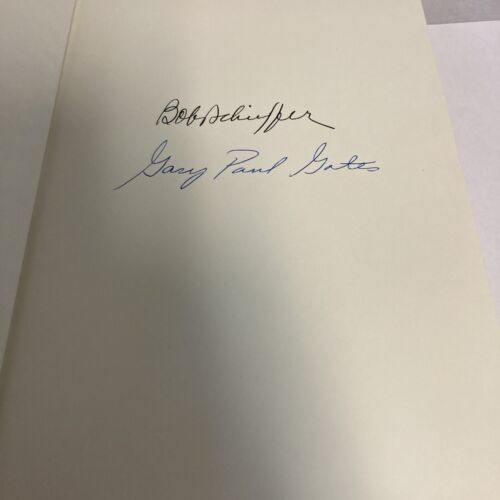 Bob Schieffer
Gary Paul Gates